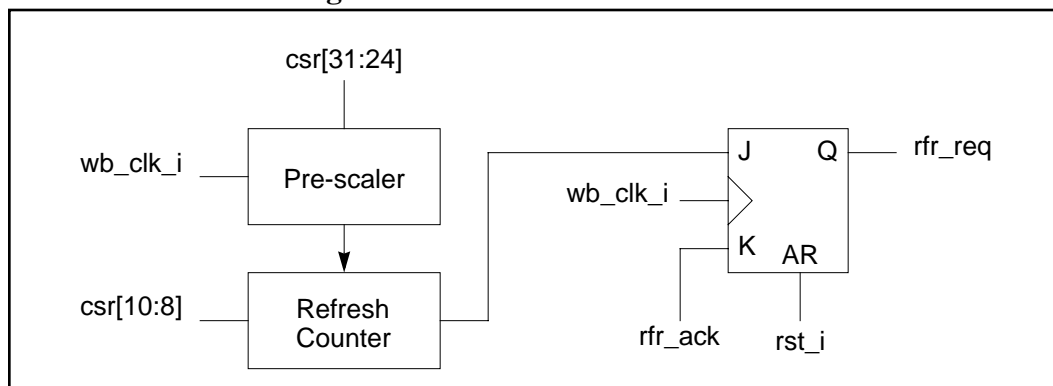 g
csr[31:24]
wb_clk_i
Pre-scaler
J
Q
rfr_req
wb_clk_i
K
AR
csr[10:8]
Refresh
Counter
rfr_ack
rst_i